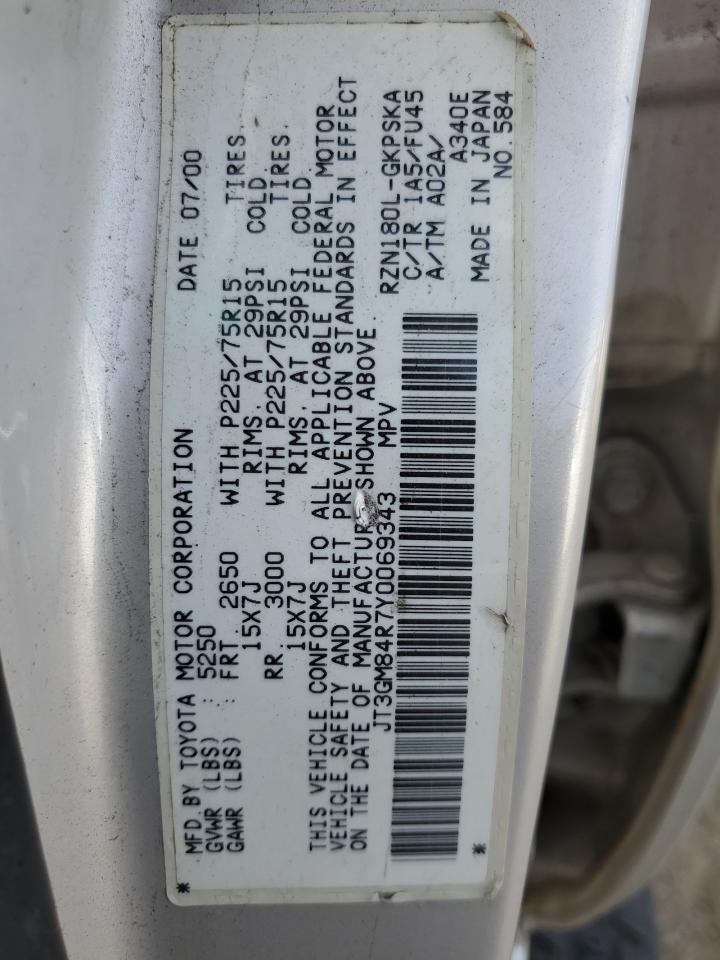 MFD. BY TOYOTA MOTOR CORPORATION DATE 07/00
GVWR (LBS) : 5250
GAWR (LBS) : FRT. 2650 WITH P225/75R15 TIRES.
15X7J RIMS. AT 29PSI COLD
RR. 3000 WITH P225/75R15 TIRES.
15X7J RIMS. AT 29PSI COLD.
THIS VEHICLE CONFORMS TO ALL APPLICABLE FEDERAL MOTOR
VEHICLE SAFETY AND THEFT PREVENTION STANDARDS IN EFFECT
ON THE DATE OF MANUFACTUR SHOWN ABOVE.
JT3GM84R7Y0069343 MPV
RZN180L-GKPSKA
C/TR 1A5/FU45
A/TM A02A/
A340E
MADE IN JAPAN
* * NO.584